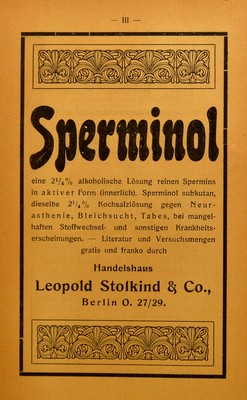 — III —
Sperminol
eine 2¹/₄% alkoholische Lösung reinen Spermins
in aktiver Form (innerlich). Sperminol subkutan,
dieselbe 2¹/₄% Kochsalzlösung gegen Neur-
asthenie, Bleichsucht, Tabes, bei mangel-
haften Stoffwechsel- und sonstigen Krankheits-
erscheinungen. — Literatur und Versuchsmengen
gratis und franko durch
Handelshaus
Leopold Stolkind & Co.,
Berlin O. 27/29.